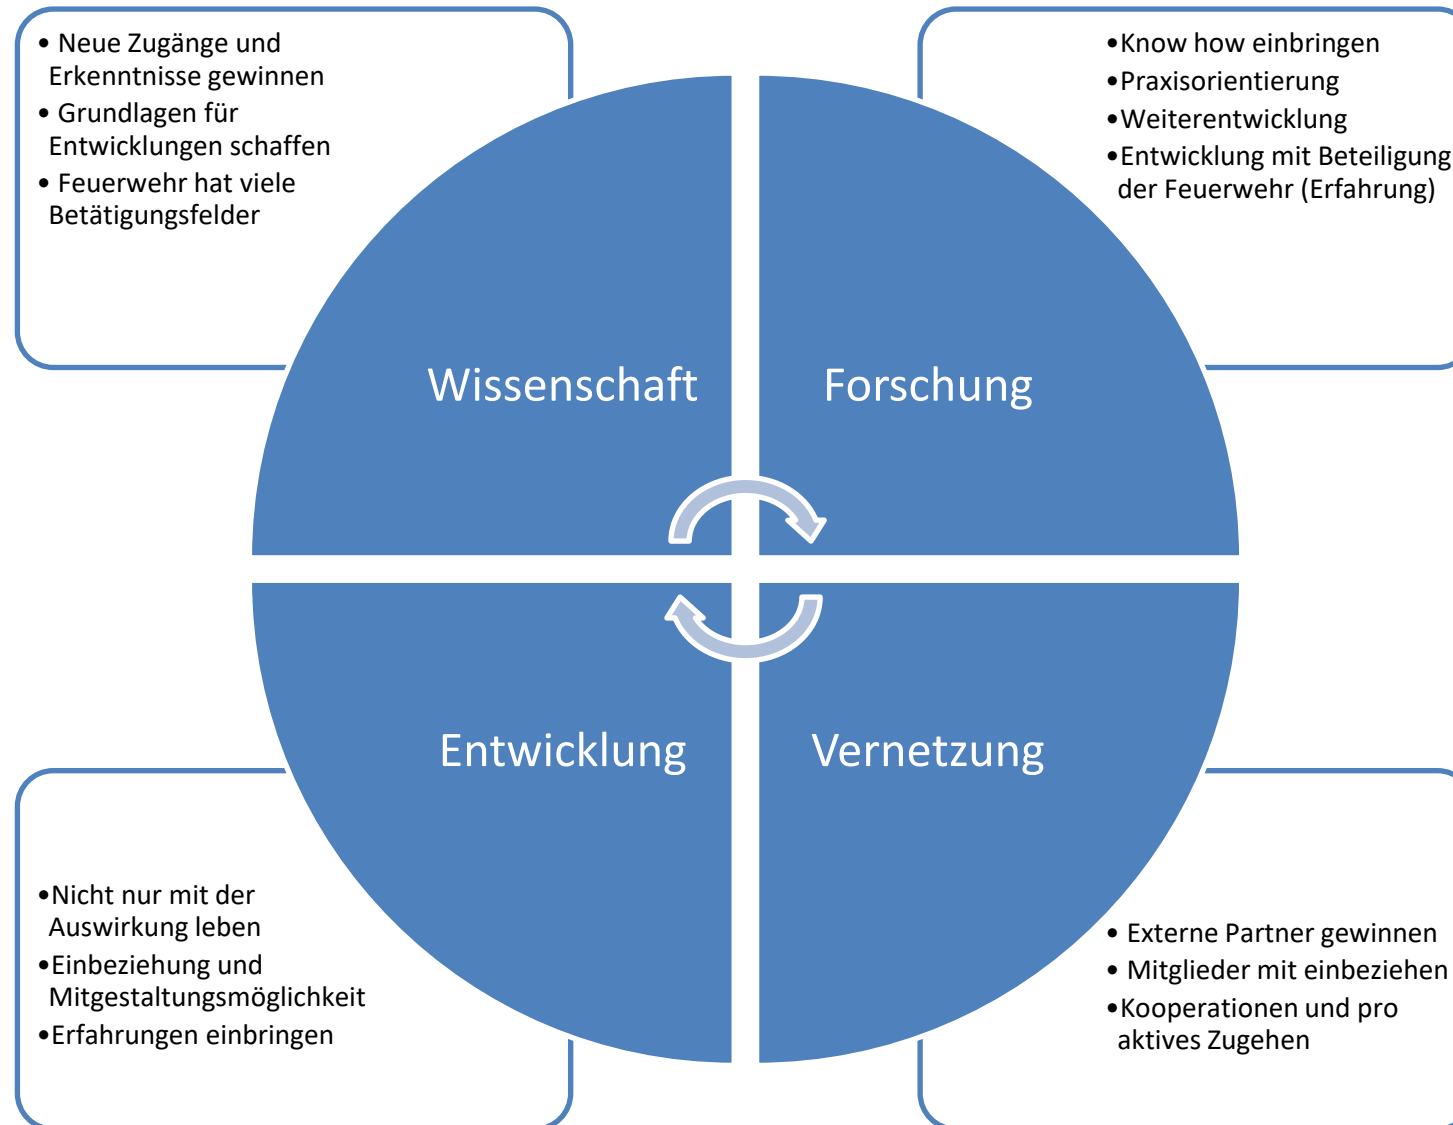 • Neue Zugänge und
Erkenntnisse gewinnen
• Grundlagen für
Entwicklungen schaffen
• Feuerwehr hat viele
Betätigungsfelder
•Know how einbringen
•Praxisorientierung
•Weiterentwicklung
•Entwicklung mit Beteiligung
der Feuerwehr (Erfahrung)
Wissenschaft
Forschung
Entwicklung
Vernetzung
•Nicht nur mit der
Auswirkung leben
•Einbeziehung und
Mitgestaltungsmöglichkeit
•Erfahrungen einbringen
• Externe Partner gewinnen
• Mitglieder mit einbeziehen
•Kooperationen und pro
aktives Zugehen